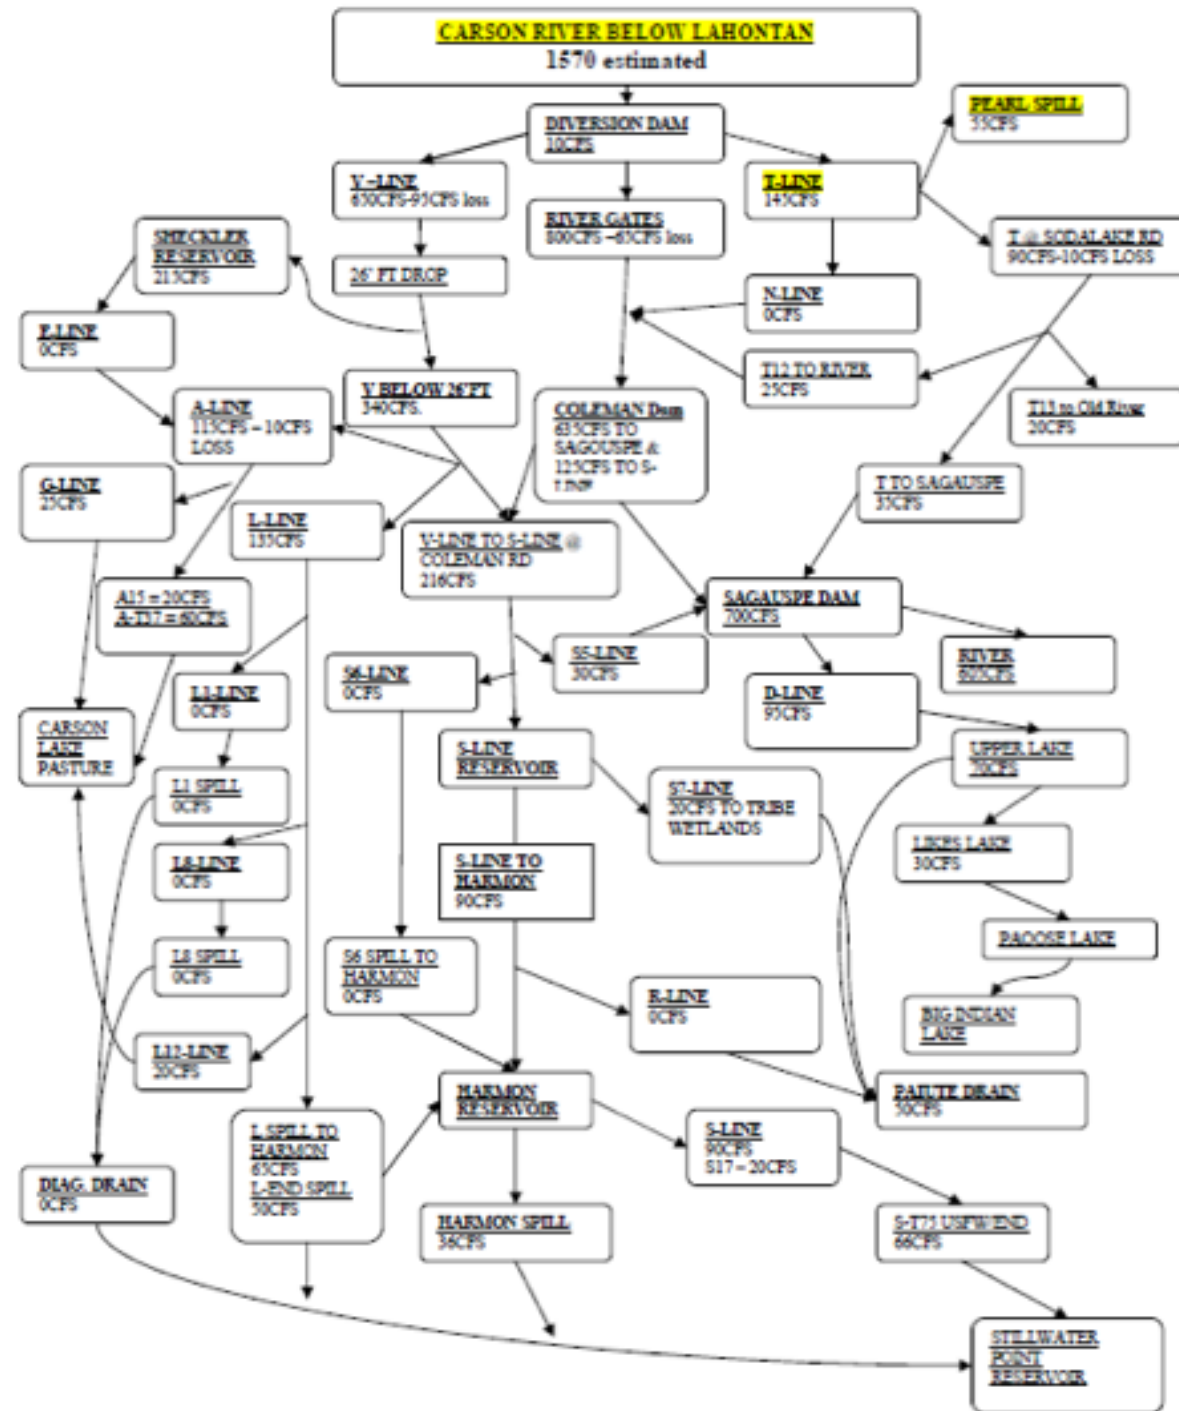 CARSON RIVER BELOW LAHONTAN
1570 estimated
PEARL SPILL
55CFS
DIVERSION DAM
10CFS
V –LINE
650CFS-95CFS loss
RIVER GATES
800CFS –65CFS loss
T-LINE
145CFS
T @ SODALAKE RD
90CFS-10CFS LOSS
SHECKLER
RESERVOIR
215CFS
26' FT DROP
N-LINE
0CFS
E-LINE
0CFS
T12 TO RIVER
25CFS
V BELOW 26'FT
340CFS.
A-LINE
115CFS – 10CFS
LOSS
COLEMAN Dam
635CFS TO
SAGOUSPE &
125CFS TO S-
LINE
T13 to Old River
20CFS
G-LINE
25CFS
T TO SAGAUSPE
35CFS
L-LINE
135CFS
V-LINE TO S-LINE @
COLEMAN RD
216CFS
A15 = 20CFS
A-T37 = 60CFS
SAGAUSPE DAM
700CFS
S5-LINE
30CFS
RIVER
605CFS
S6-LINE
0CFS
L1-LINE
0CFS
D-LINE
95CFS
CARSON
LAKE
PASTURE
S-LINE
RESERVOIR
UPPER LAKE
70CFS
L1 SPILL
0CFS
S7-LINE
20CFS TO TRIBE
WETLANDS
LIKES LAKE
30CFS
L8-LINE
0CFS
S-LINE TO
HARMON
90CFS
PAOOSE LAKE
L8 SPILL
0CFS
S6 SPILL TO
HARMON
0CFS
R-LINE
0CFS
BIG INDIAN
LAKE
L12-LINE
20CFS
HARMON
RESERVOIR
PAIUTE DRAIN
50CFS
L SPILL TO
HARMON
65CFS
L-END SPILL
50CFS
S-LINE
90CFS
S17 – 20CFS
DIAG. DRAIN
0CFS
HARMON SPILL
36CFS
S-T75 USFW/END
66CFS
STILLWATER
POINT
RESERVOIR